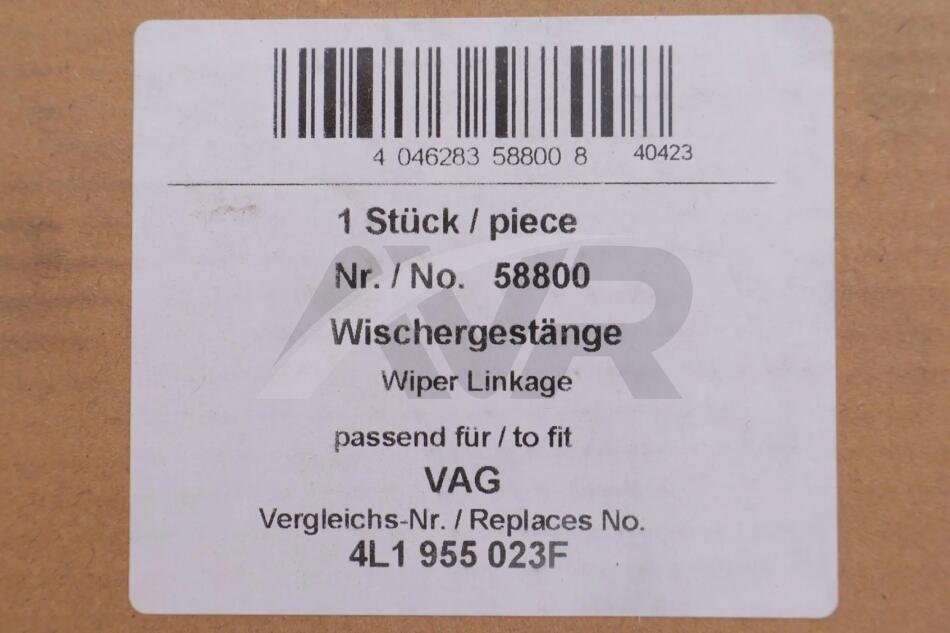 4 046283 58800 8 40423
1 Stück / piece
Nr. / No. 58800
Wischergestänge
Wiper Linkage
passend für / to fit
VAG
Vergleichs-Nr. / Replaces No.
4L1 955 023F
AVR